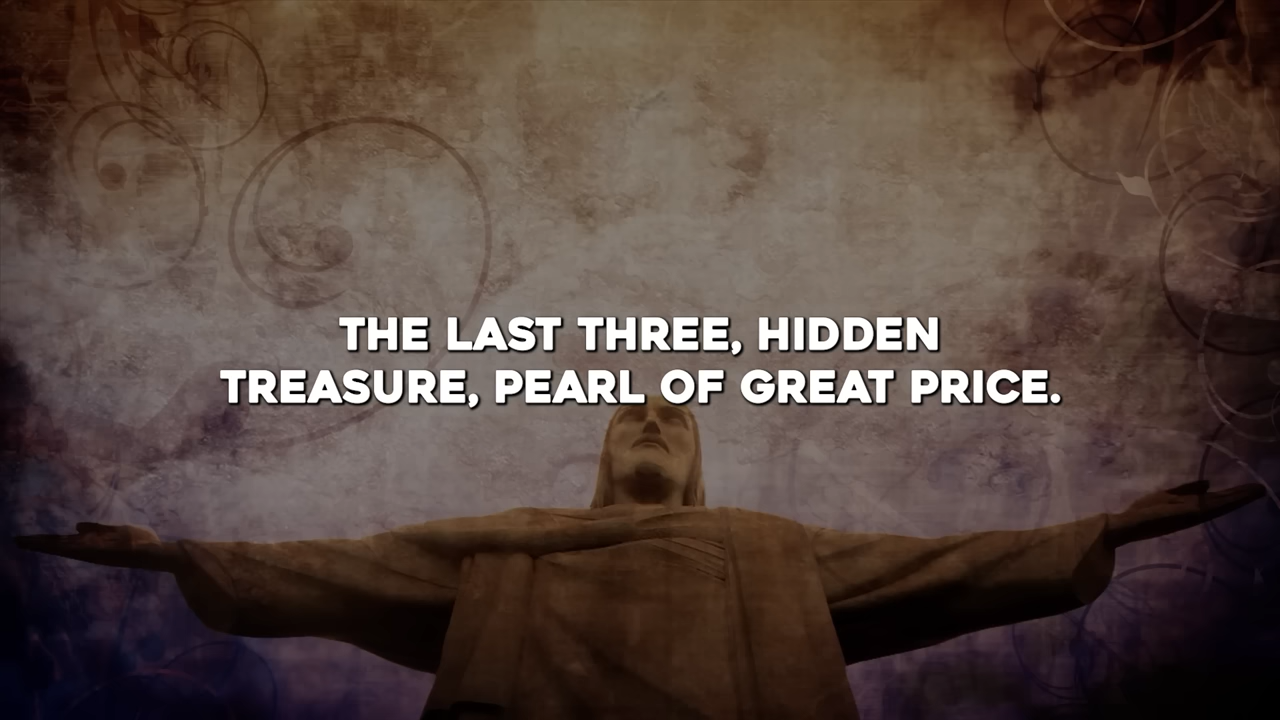 THE LAST THREE, HIDDEN
TREASURE, PEARL OF GREAT PRICE.